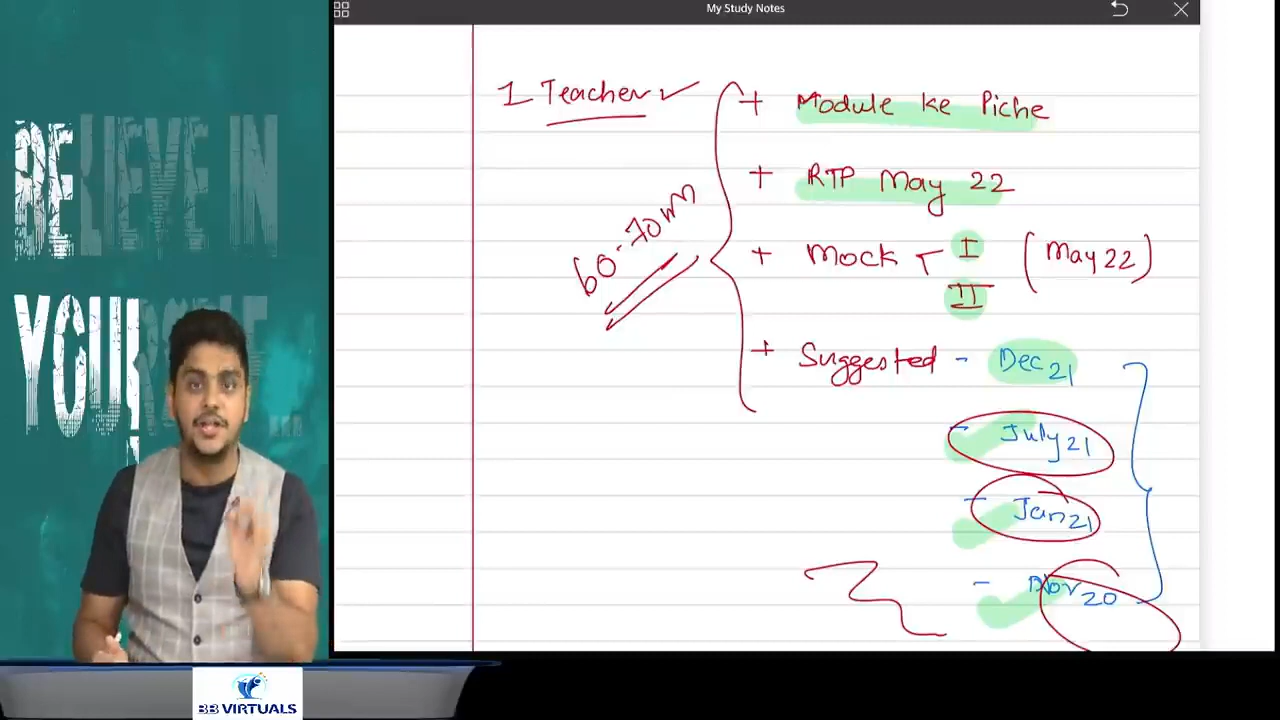 My Study Notes
BELIEVE IN
YOURSELF...
1 Teacher ✓
+ Module ke Piche
+ RTP May 22
60-70 m
+ Mock I (May 22)
II
+ Suggested - Dec 21
- July 21
- Jan 21
- Nov 20
BB VIRTUALS